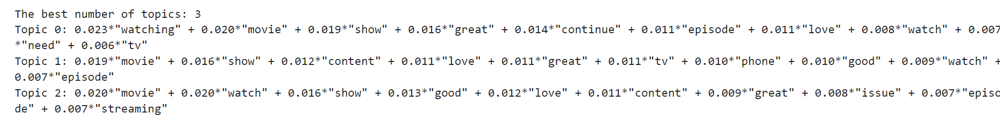 The best number of topics: 3
Topic 0: 0.023*"watching" + 0.020*"movie" + 0.019*"show" + 0.016*"great" + 0.014*"continue" + 0.011*"episode" + 0.011*"love" + 0.008*"watch" + 0.007
*"need" + 0.006*"tv"
Topic 1: 0.019*"movie" + 0.016*"show" + 0.012*"content" + 0.011*"love" + 0.011*"great" + 0.011*"tv" + 0.010*"phone" + 0.010*"good" + 0.009*"watch" +
0.007*"episode"
Topic 2: 0.020*"movie" + 0.020*"watch" + 0.016*"show" + 0.013*"good" + 0.012*"love" + 0.011*"content" + 0.009*"great" + 0.008*"issue" + 0.007*"episo
de" + 0.007*"streaming"